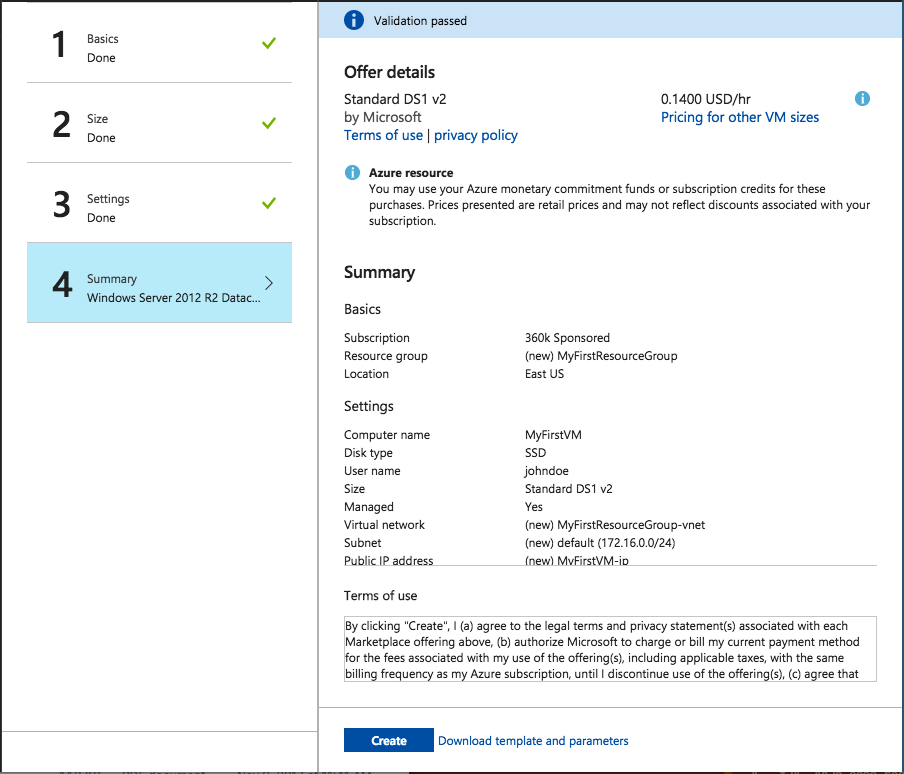 1
Basics
Done
2
Size
Done
3
Settings
Done
4
Summary
Windows Server 2012 R2 Datac...
Validation passed
Offer details
Standard DS1 v2
0.1400 USD/hr
by Microsoft
Pricing for other VM sizes
Terms of use | privacy policy
Azure resource
You may use your Azure monetary commitment funds or subscription credits for these
purchases. Prices presented are retail prices and may not reflect discounts associated with your
subscription.
Summary
Basics
Subscription 360k Sponsored
Resource group (new) MyFirstResourceGroup
Location East US
Settings
Computer name MyFirstVM
Disk type SSD
User name johndoe
Size Standard DS1 v2
Managed Yes
Virtual network (new) MyFirstResourceGroup-vnet
Subnet (new) default (172.16.0.0/24)
Public IP address (new) MyFirstVM-ip
Terms of use
By clicking "Create", I (a) agree to the legal terms and privacy statement(s) associated with each
Marketplace offering above, (b) authorize Microsoft to charge or bill my current payment method
for the fees associated with my use of the offering(s), including applicable taxes, with the same
billing frequency as my Azure subscription, until I discontinue use of the offering(s), (c) agree that
Create
Download template and parameters